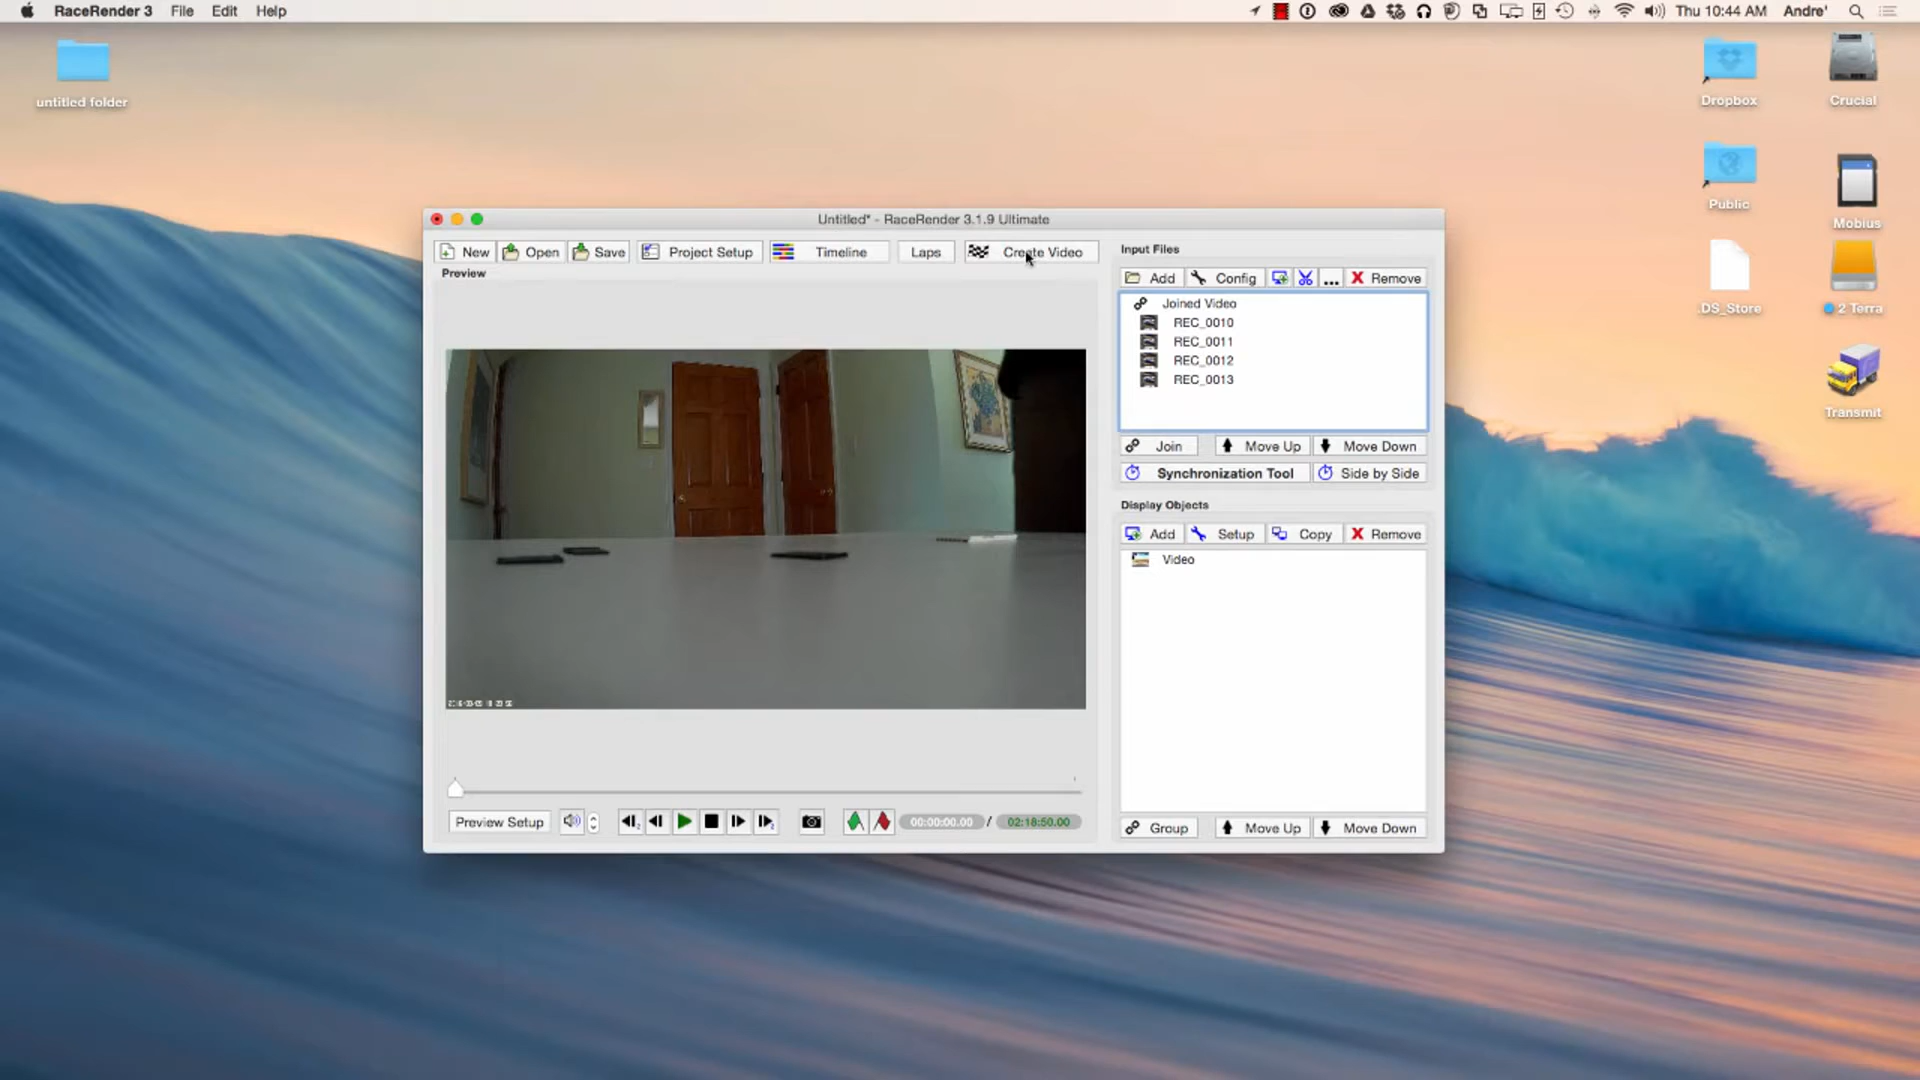 RaceRender 3 File Edit Help
Thu 10:44 AM Andre'
untitled folder
Dropbox
Crucial
Public
Mobius
.DS_Store
2 Terra
Transmit
Untitled* - RaceRender 3.1.9 Ultimate
New Open Save Project Setup Timeline Laps Create Video
Preview
Preview Setup
00:00:00.00 / 02:18:50.00
Input Files
Add Config ... Remove
Joined Video
REC_0010
REC_0011
REC_0012
REC_0013
Join Move Up Move Down
Synchronization Tool Side by Side
Display Objects
Add Setup Copy Remove
Video
Group Move Up Move Down